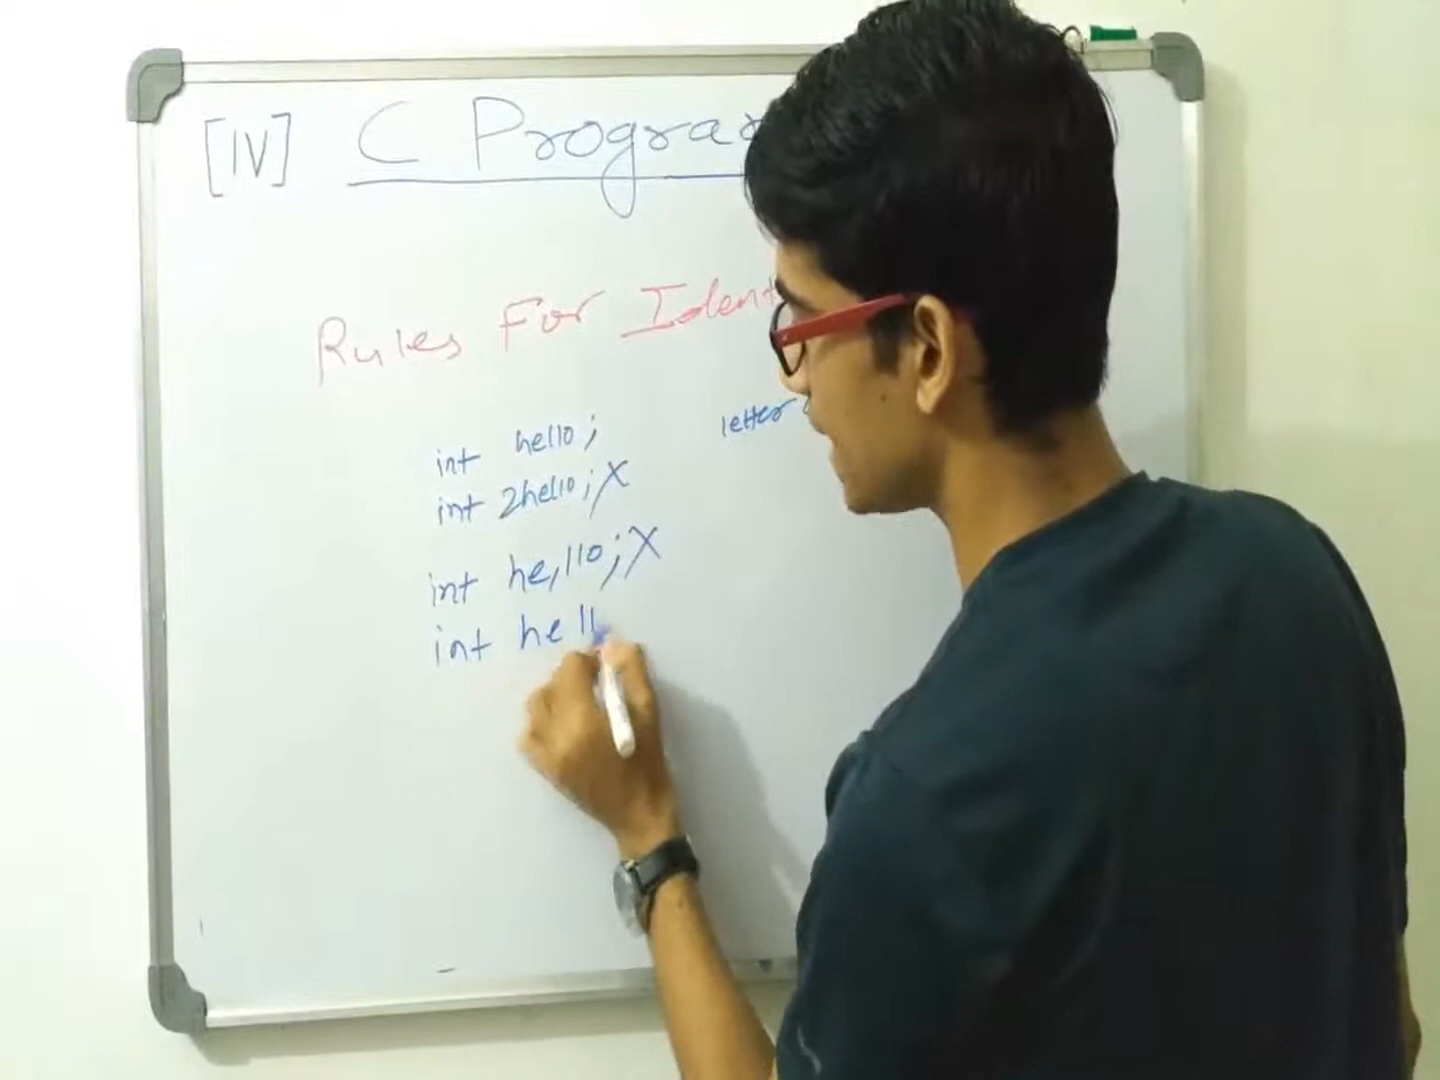 [IV] C Progra
Rules For Ident
int hello; letter
int 2hello; X
int he,llo; X
int hell